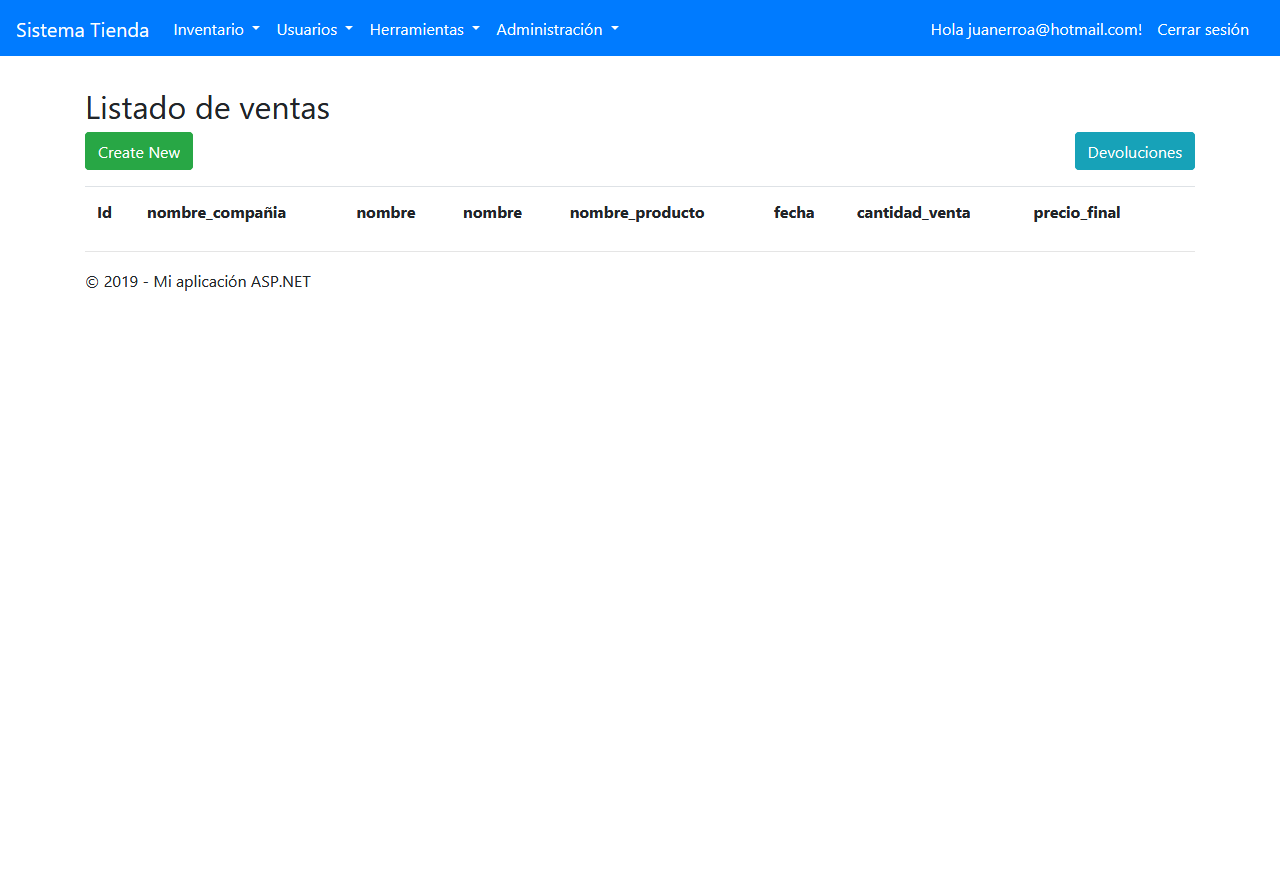 Sistema Tienda Inventario Usuarios Herramientas Administración Hola juanerroa@hotmail.com! Cerrar sesión
Listado de ventas
Create New Devoluciones
Id nombre_compañia nombre nombre nombre_producto fecha cantidad_venta precio_final
© 2019 - Mi aplicación ASP.NET